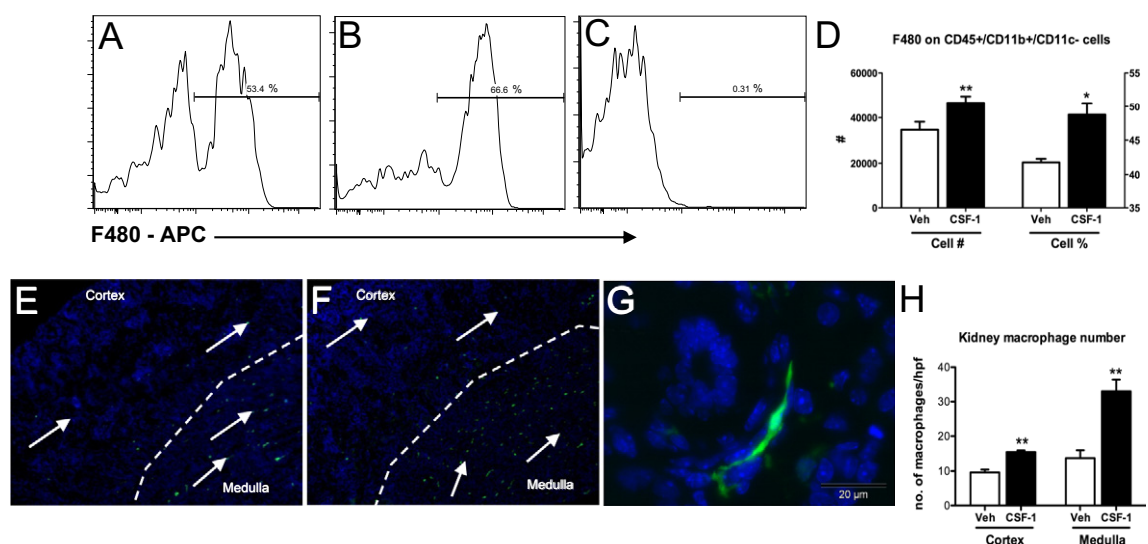 A
53.4 %
B
66.6 %
C
0.31 %
F480 - APC
D
F480 on CD45+/CD11b+/CD11c- cells
60000
40000
20000
0
#
55
50
45
40
35
**
*
Veh
CSF-1
Veh
CSF-1
Cell #
Cell %
E
Cortex
Medulla
F
Cortex
Medulla
G
20 µm
H
Kidney macrophage number
no. of macrophages/hpf
40
30
20
10
0
**
**
Veh
CSF-1
Veh
CSF-1
Cortex
Medulla